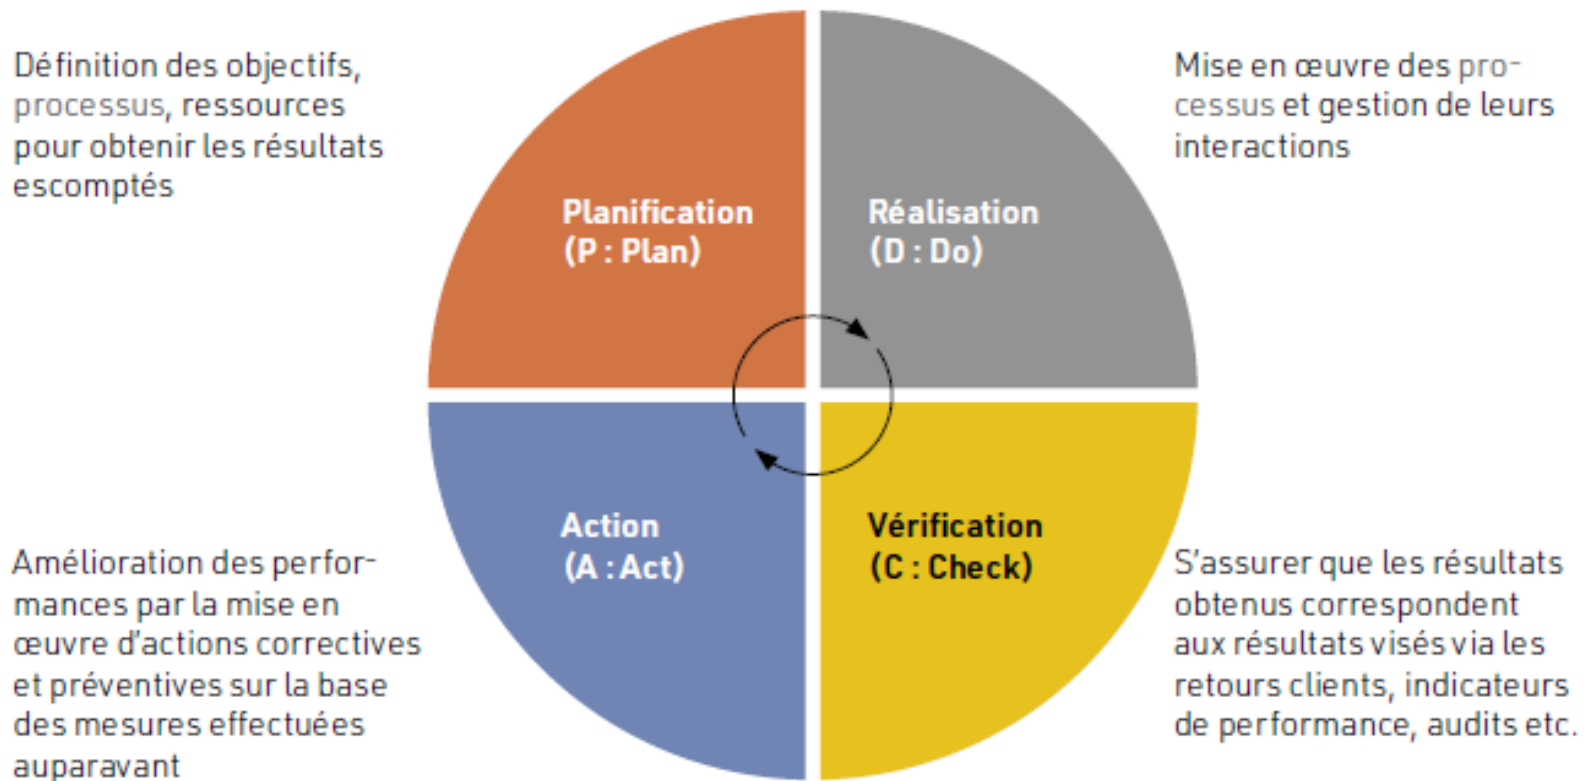 Définition des objectifs,
processus, ressources
pour obtenir les résultats
escomptés
Planification
(P : Plan)
Réalisation
(D : Do)
Mise en œuvre des pro-
cessus et gestion de leurs
interactions
Amélioration des perfor-
mances par la mise en
œuvre d’actions correctives
et préventives sur la base
des mesures effectuées
auparavant
Action
(A : Act)
Vérification
(C : Check)
S’assurer que les résultats
obtenus correspondent
aux résultats visés via les
retours clients, indicateurs
de performance, audits etc.